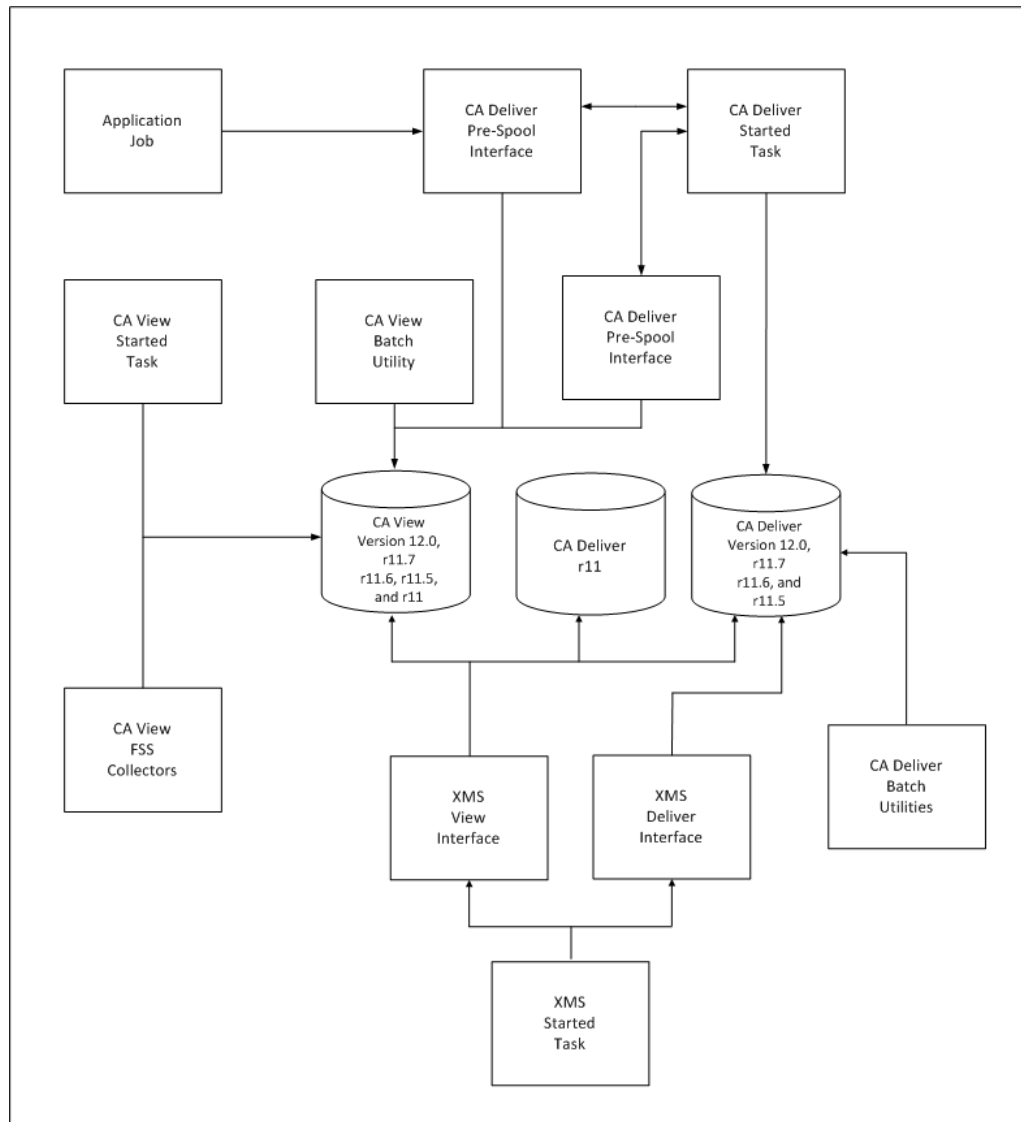 Application
Job
CA Deliver
Pre-Spool
Interface
CA Deliver
Started
Task
CA View
Started
Task
CA View
Batch
Utility
CA Deliver
Pre-Spool
Interface
CA View
Version 12.0,
r11.7
r11.6, r11.5,
and r11
CA Deliver
r11
CA Deliver
Version 12.0,
r11.7
r11.6, and
r11.5
CA View
FSS
Collectors
XMS
View
Interface
XMS
Deliver
Interface
CA Deliver
Batch
Utilities
XMS
Started
Task